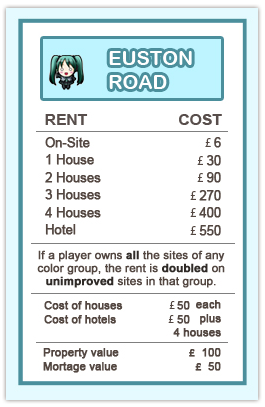 EUSTON
ROAD
RENT COST
On-Site £ 6
1 House £ 30
2 Houses £ 90
3 Houses £ 270
4 Houses £ 400
Hotel £ 550
If a player owns all the sites of any
color group, the rent is doubled on
unimproved sites in that group.
Cost of houses £ 50 each
Cost of hotels £ 50 plus
4 houses
Property value £ 100
Mortage value £ 50